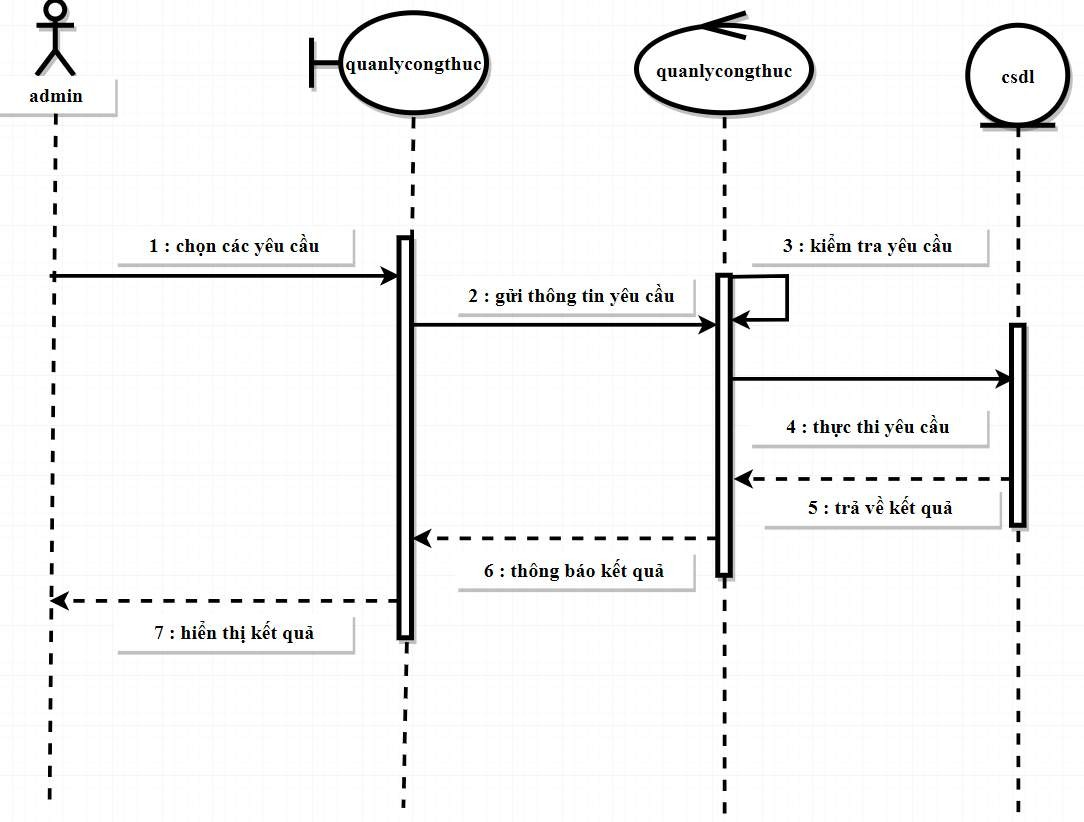 admin
quanlycongthuc
quanlycongthuc
csdl
1 : chọn các yêu cầu
2 : gửi thông tin yêu cầu
3 : kiểm tra yêu cầu
4 : thực thi yêu cầu
5 : trả về kết quả
6 : thông báo kết quả
7 : hiển thị kết quả